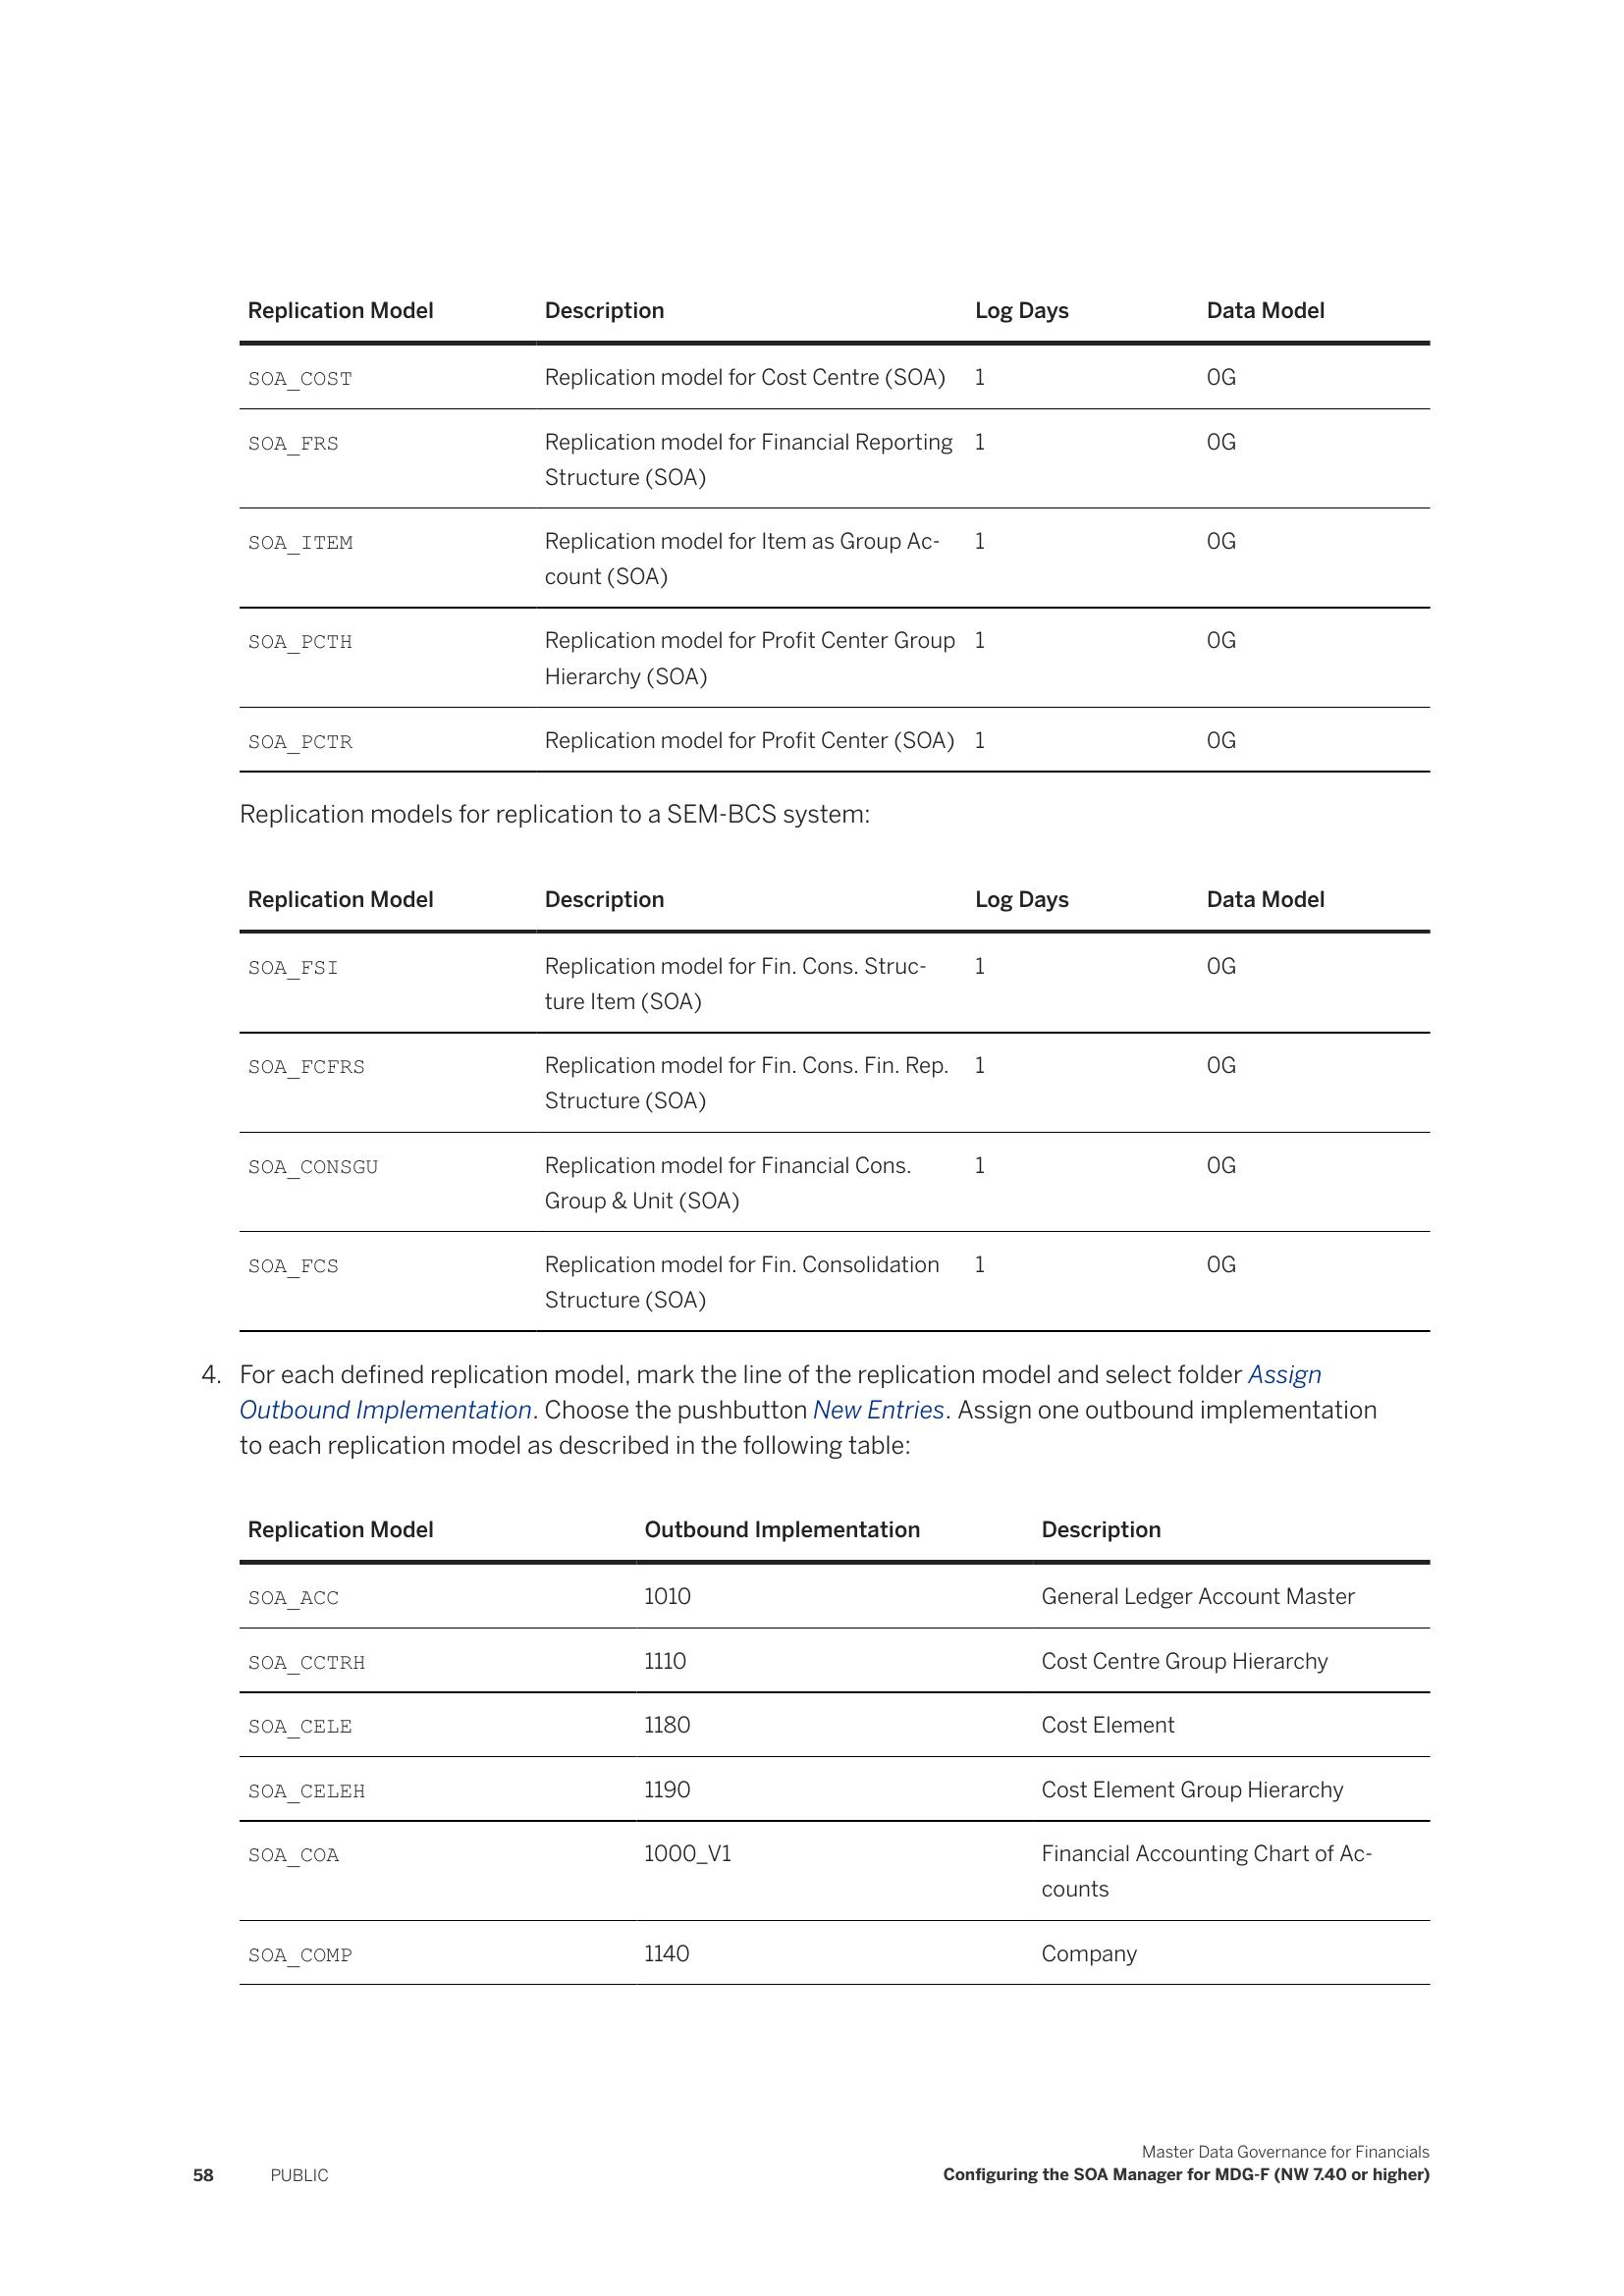 Replication Model Description Log Days Data Model
SOA_COST Replication model for Cost Centre (SOA) 1 0G
SOA_FRS Replication model for Financial Reporting 1 0G
Structure (SOA)
SOA_ITEM Replication model for Item as Group Ac- 1 0G
count (SOA)
SOA_PCTH Replication model for Profit Center Group 1 0G
Hierarchy (SOA)
SOA_PCTR Replication model for Profit Center (SOA) 1 0G
Replication models for replication to a SEM-BCS system:
Replication Model Description Log Days Data Model
SOA_FSI Replication model for Fin. Cons. Struc- 1 0G
ture Item (SOA)
SOA_FCFRS Replication model for Fin. Cons. Fin. Rep. 1 0G
Structure (SOA)
SOA_CONSGU Replication model for Financial Cons. 1 0G
Group & Unit (SOA)
SOA_FCS Replication model for Fin. Consolidation 1 0G
Structure (SOA)
4. For each defined replication model, mark the line of the replication model and select folder Assign
Outbound Implementation. Choose the pushbutton New Entries. Assign one outbound implementation
to each replication model as described in the following table:
Replication Model Outbound Implementation Description
SOA_ACC 1010 General Ledger Account Master
SOA_CCTRH 1110 Cost Centre Group Hierarchy
SOA_CELE 1180 Cost Element
SOA_CELEH 1190 Cost Element Group Hierarchy
SOA_COA 1000_V1 Financial Accounting Chart of Ac-
counts
SOA_COMP 1140 Company
Master Data Governance for Financials
58 PUBLIC Configuring the SOA Manager for MDG-F (NW 7.40 or higher)